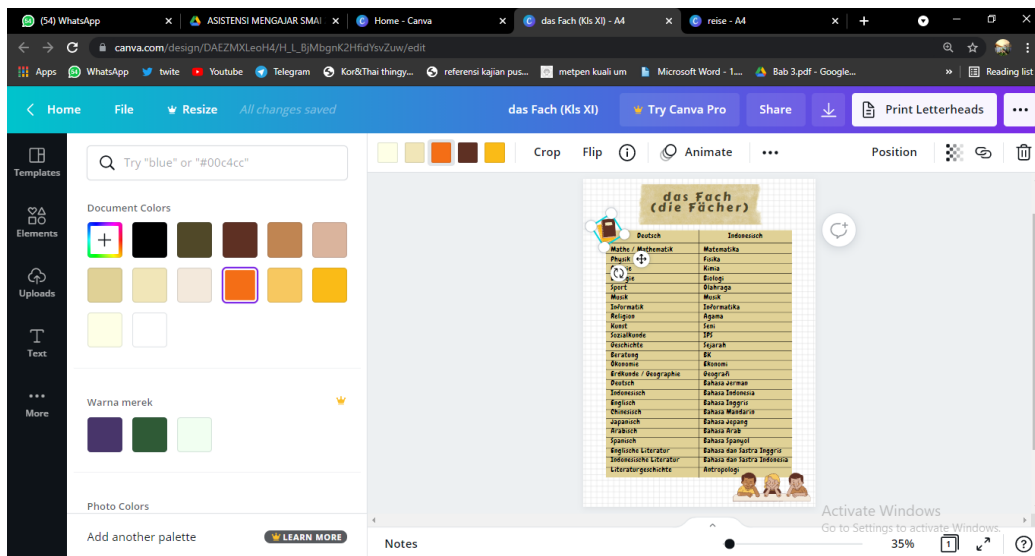 (54) WhatsApp
ASISTENSI MENGAJAR SMAI
Home - Canva
das Fach (Kls XI) - A4
reise - A4
canva.com/design/DAEZMXLeoH4/H_L_BjMbgnK2HfidYsvZuw/edit
Apps WhatsApp twite Youtube Telegram Kor&Thai thingy... referensi kajian pus... metpen kuali um Microsoft Word - 1.... Bab 3.pdf - Google... » Reading list
Home File Resize All changes saved das Fach (Kls XI) Try Canva Pro Share Print Letterheads
Templates
Elements
Uploads
Text
More
Try "blue" or "#00c4cc"
Document Colors
Warna merek
Photo Colors
Add another palette LEARN MORE
Crop Flip Animate Position
das Fach
(die Fächer)
Deutsch Indonesisch
Mathe / Mathematik Matematika
Physik Fisika
Kimia
Biologi
Sport Olahraga
Musik Musik
Informatik Informatika
Religion Agama
Kunst Seni
Sozialkunde IPS
Geschichte Sejarah
Beratung BK
Ökonomie Ekonomi
Erdkunde / Geographie Geografi
Deutsch Bahasa Jerman
Indonesisch Bahasa Indonesia
Englisch Bahasa Inggris
Chinesisch Bahasa Mandarin
Japanisch Bahasa Jepang
Arabisch Bahasa Arab
Spanisch Bahasa Spanyol
Englische Literatur Bahasa dan Sastra Inggris
Indonesische Literatur Bahasa dan Sastra Indonesia
Literaturgeschichte Antropologi
Activate Windows
Go to Settings to activate Windows.
Notes 35% 1